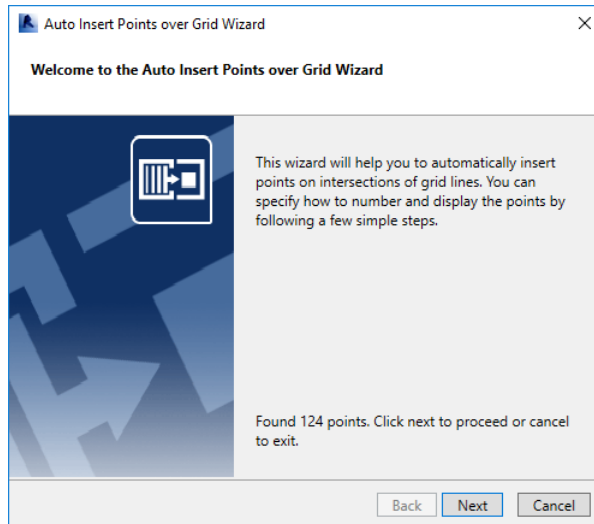 Auto Insert Points over Grid Wizard
Welcome to the Auto Insert Points over Grid Wizard
This wizard will help you to automatically insert
points on intersections of grid lines. You can
specify how to number and display the points by
following a few simple steps.
Found 124 points. Click next to proceed or cancel
to exit.
Back Next Cancel